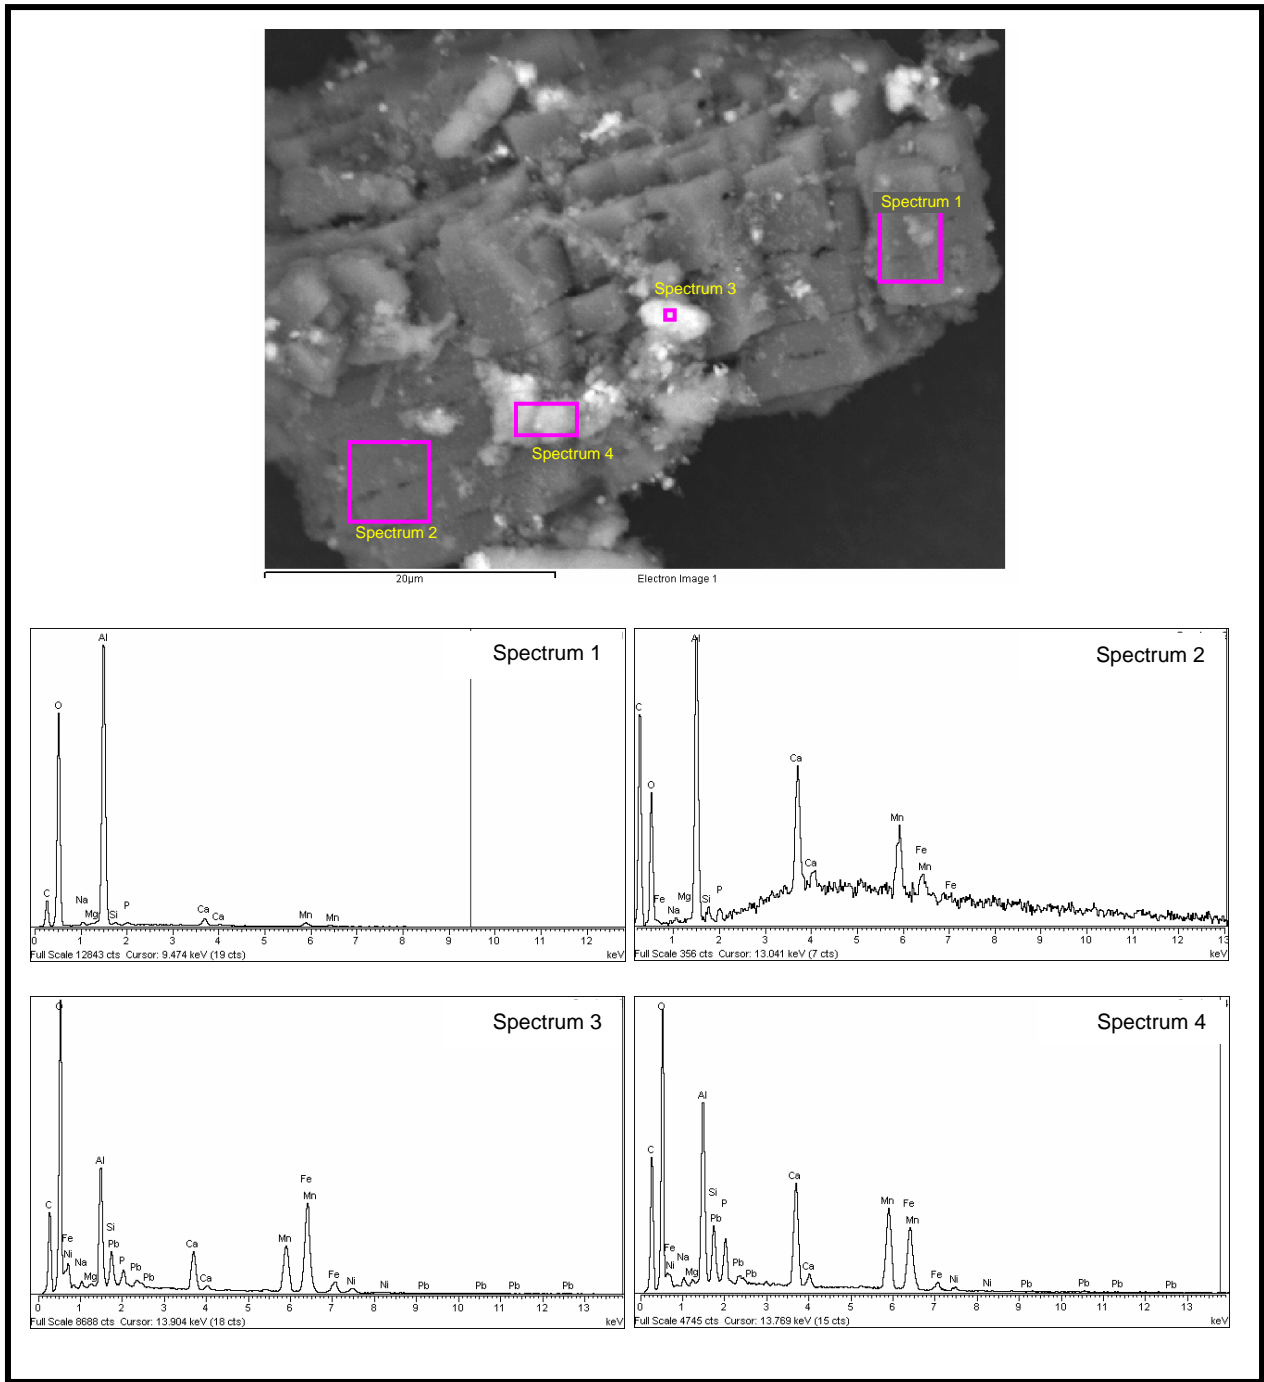 Spectrum 1
Spectrum 3
Spectrum 4
Spectrum 2
20µm
Electron Image 1
Spectrum 1
Al
O
C
Na
Mg
Si
P
Ca
Ca
Mn
Mn
0 1 2 3 4 5 6 7 8 9 10 11 12
Full Scale 12843 cts Cursor: 9.474 keV (19 cts)
keV
Spectrum 2
Al
C
O
Fe
Na
Mg
Si
P
Ca
Ca
Mn
Fe
Mn
Fe
1 2 3 4 5 6 7 8 9 10 11 12 13
Full Scale 356 cts Cursor: 13.041 keV (7 cts)
keV
Spectrum 3
O
C
Fe
Ni
Na
Mg
Al
Si
Pb
P
Pb
Pb
Ca
Ca
Mn
Fe
Mn
Fe
Ni
Ni
Pb
Pb
Pb
Pb
0 1 2 3 4 5 6 7 8 9 10 11 12 13
Full Scale 8688 cts Cursor: 13.904 keV (18 cts)
keV
Spectrum 4
O
C
Fe
Ni
Na
Mg
Al
Si
Pb
P
Pb
Pb
Ca
Ca
Mn
Fe
Mn
Fe
Ni
Ni
Pb
Pb
Pb
Pb
0 1 2 3 4 5 6 7 8 9 10 11 12 13
Full Scale 4745 cts Cursor: 13.769 keV (15 cts)
keV